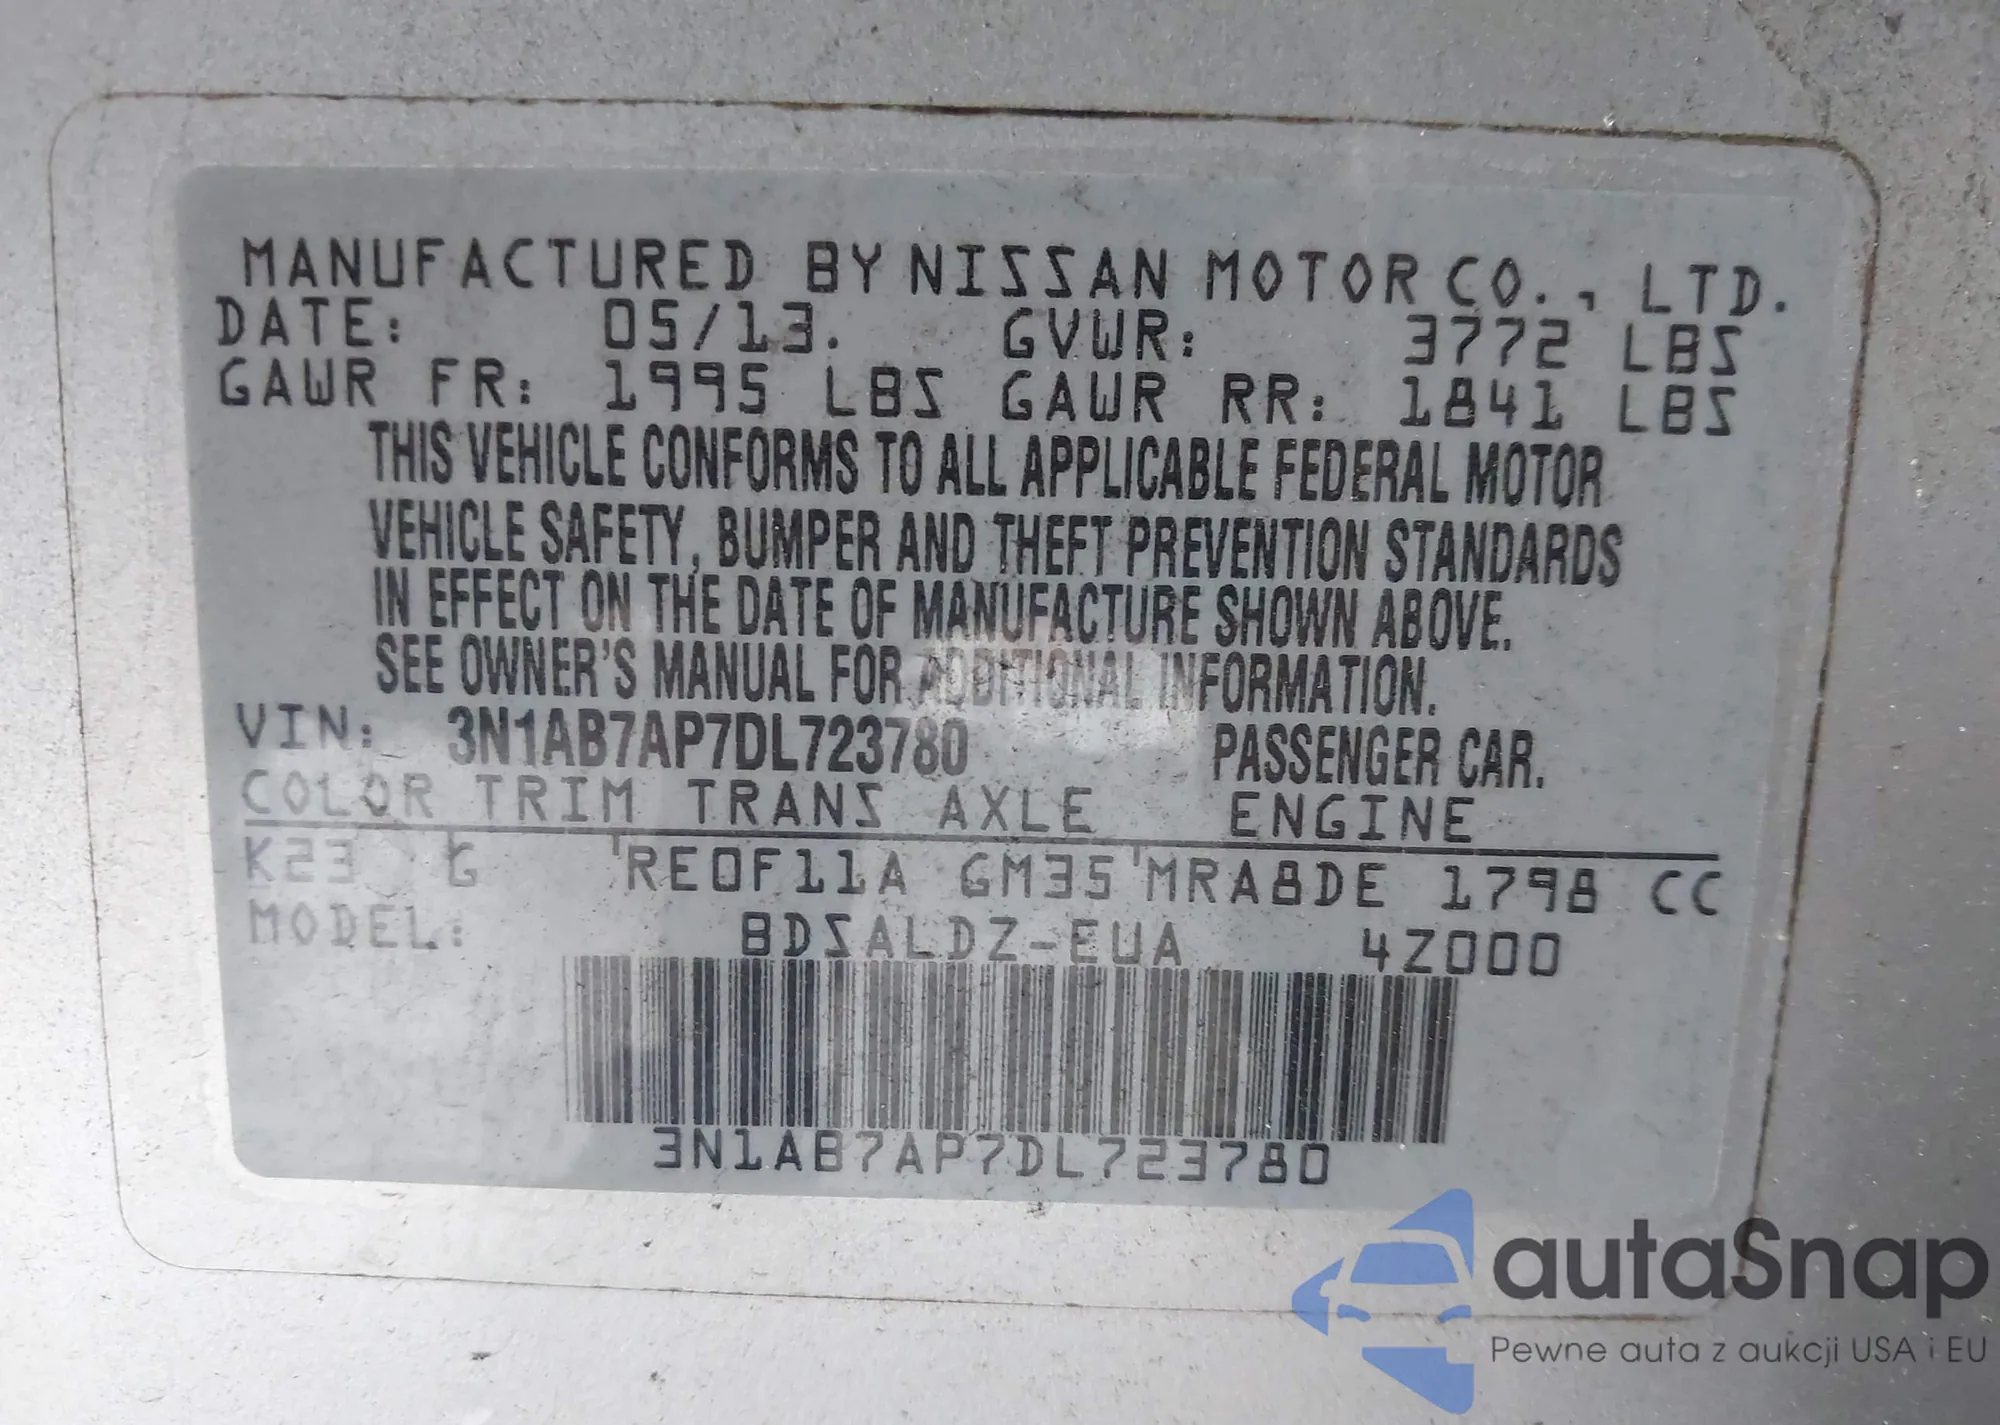 MANUFACTURED BY NISSAN MOTOR CO., LTD.
DATE: 05/13. GVWR: 3772 LBS
GAWR FR: 1995 LBS GAWR RR: 1841 LBS
THIS VEHICLE CONFORMS TO ALL APPLICABLE FEDERAL MOTOR
VEHICLE SAFETY, BUMPER AND THEFT PREVENTION STANDARDS
IN EFFECT ON THE DATE OF MANUFACTURE SHOWN ABOVE.
SEE OWNER'S MANUAL FOR ADDITIONAL INFORMATION.
VIN: 3N1AB7AP7DL723780 PASSENGER CAR.
COLOR TRIM TRANS AXLE ENGINE
K23 G RE0F11A GM35 MRA8DE 1798 CC
MODEL: BDSALDZ-EUA 4Z000
3N1AB7AP7DL723780
autaSnap
Pewne auta z aukcji USA i EU